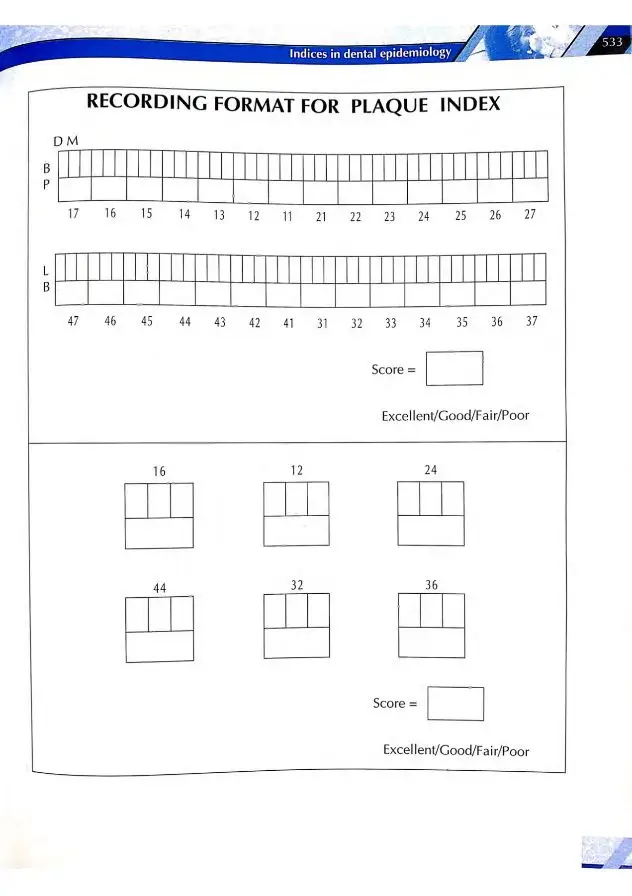 Indices in dental epidemiology
533
RECORDING FORMAT FOR PLAQUE INDEX
D M
B
P
17 16 15 14 13 12 11 21 22 23 24 25 26 27
L
B
47 46 45 44 43 42 41 31 32 33 34 35 36 37
Score =
Excellent/Good/Fair/Poor
16 12 24
44 32 36
Score =
Excellent/Good/Fair/Poor